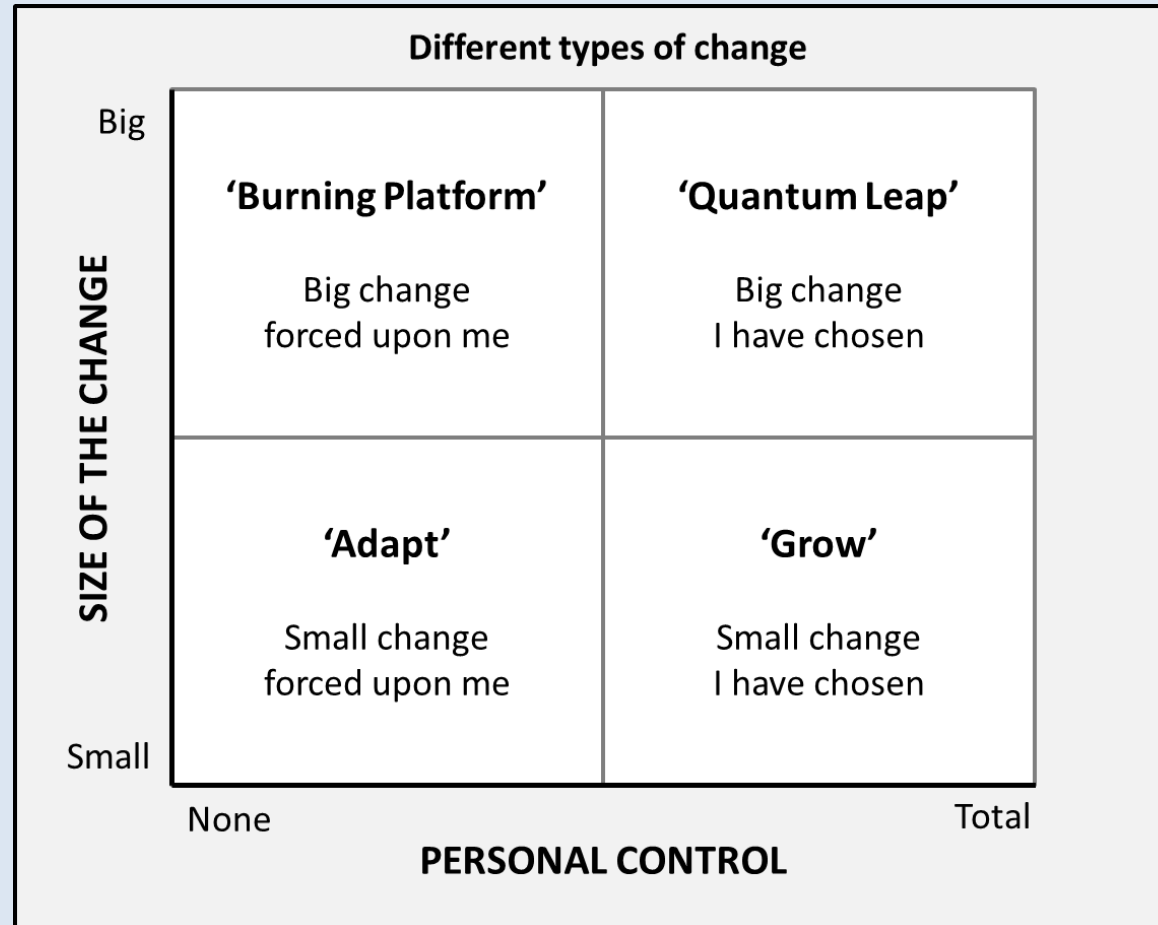 Different types of change
Big
‘Burning Platform’
Big change
forced upon me
‘Quantum Leap’
Big change
I have chosen
SIZE OF THE CHANGE
‘Adapt’
Small change
forced upon me
‘Grow’
Small change
I have chosen
Small
None
Total
PERSONAL CONTROL